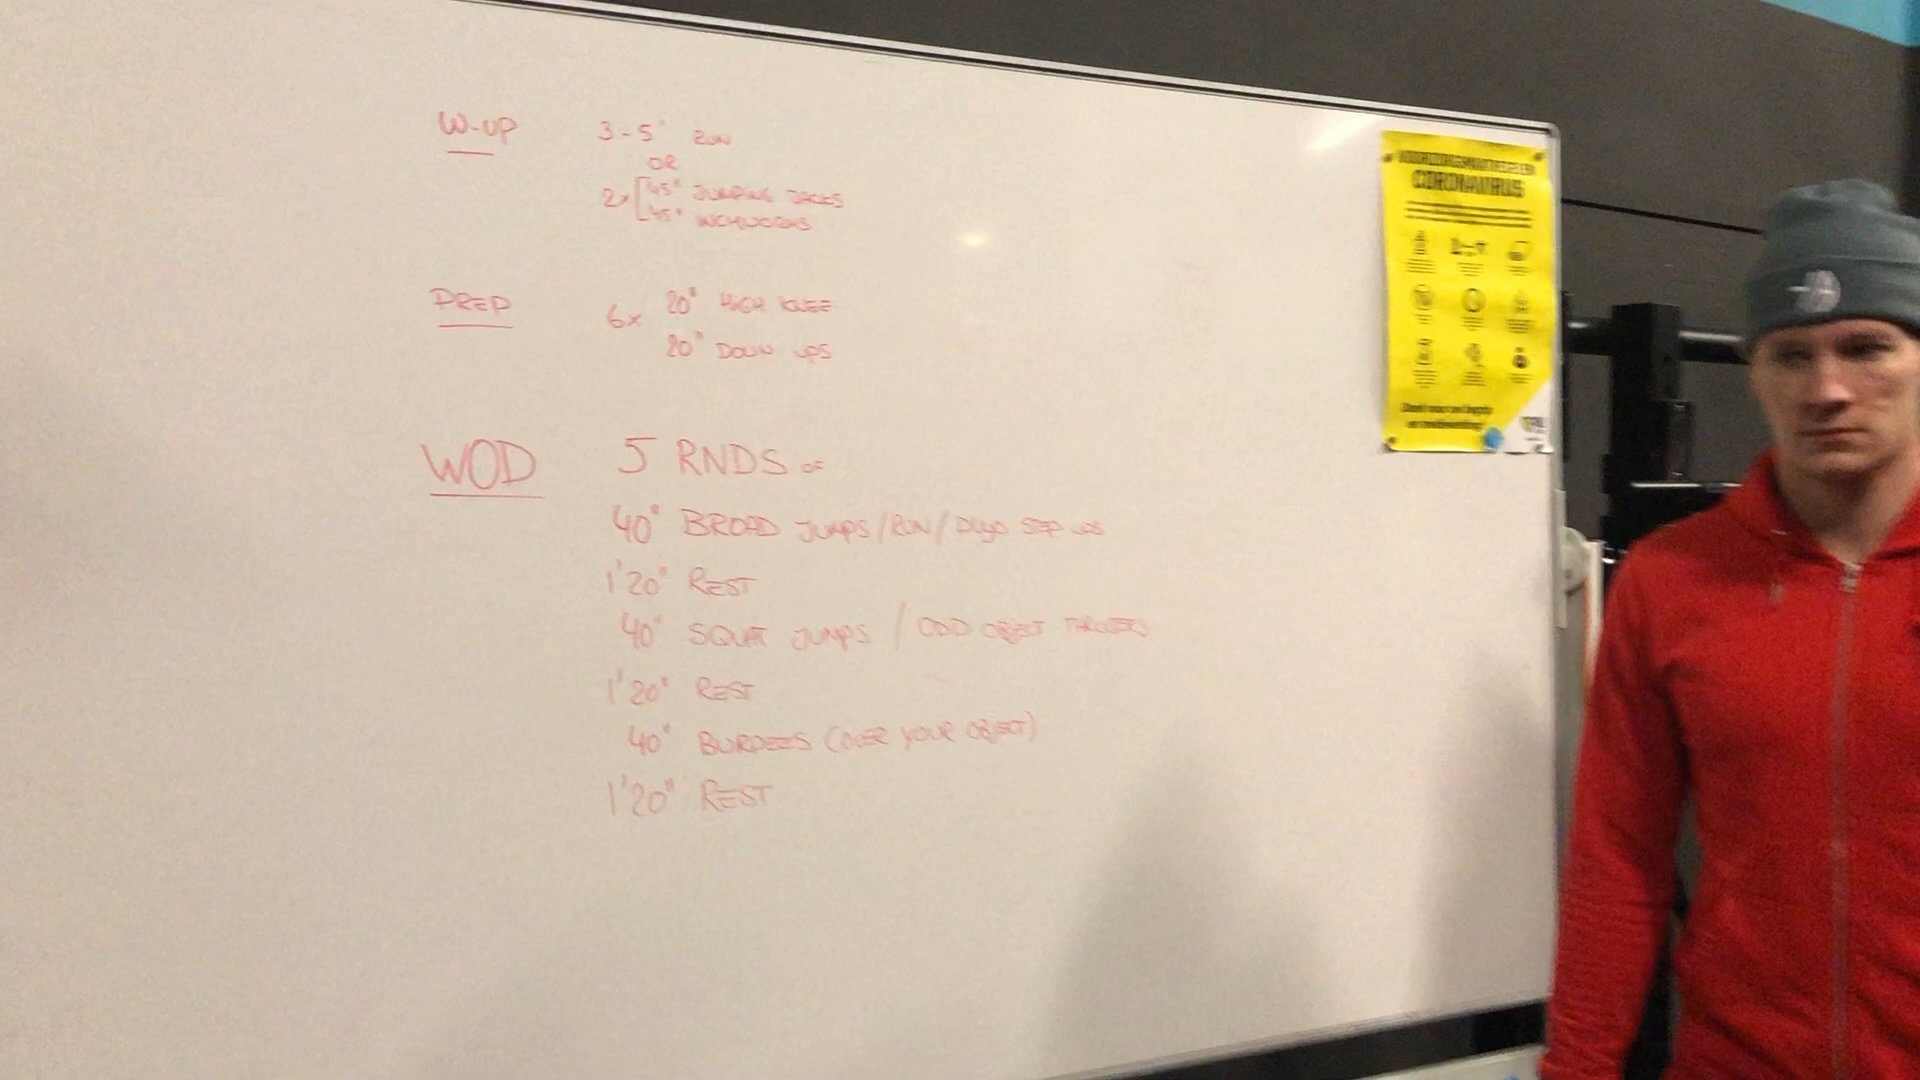 W-UP 3-5' RUN
OR
2x 45" JUMPING JACKS
45" INCHWORMS
PREP 6x 20" HIGH KNEE
20" DOWN UPS
WOD 5 RNDS OF
40" BROAD JUMPS/RUN/PLYO STEP UPS
1'20" REST
40" SQUAT JUMPS / ODD OBJECT THRUSTERS
1'20" REST
40" BURPEES (OVER YOUR OBJECT)
1'20" REST
CORONAVIRUS